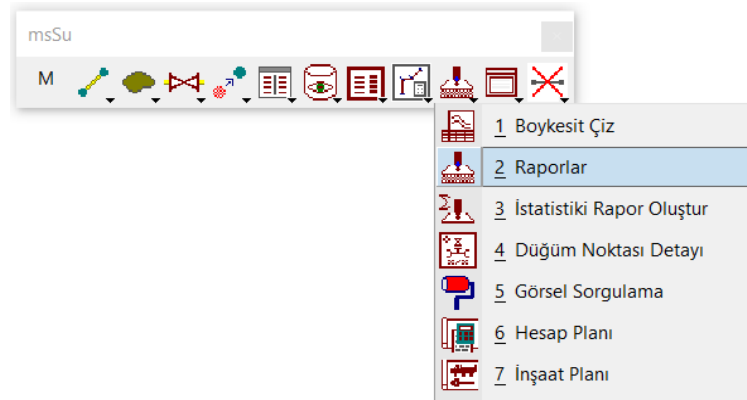 msSu
M
1 Boykesit Çiz
2 Raporlar
3 İstatistiki Rapor Oluştur
4 Düğüm Noktası Detayı
5 Görsel Sorgulama
6 Hesap Planı
7 İnşaat Planı